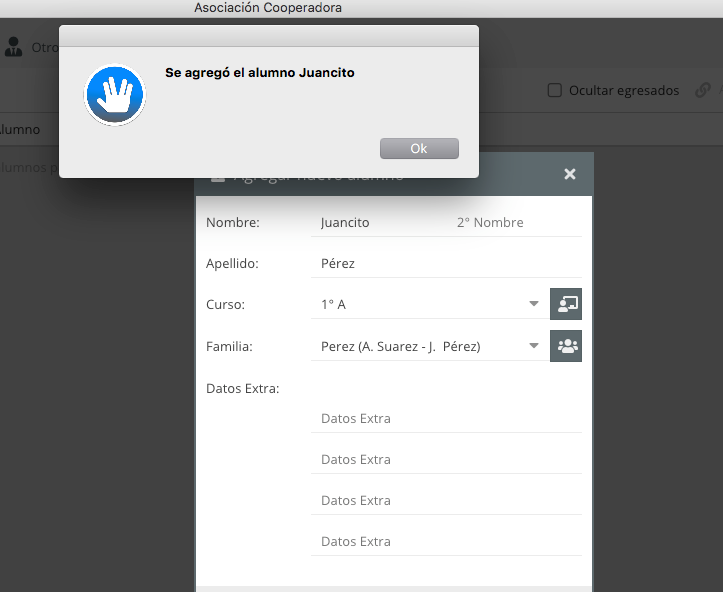 Asociación Cooperadora
Otro
Se agregó el alumno Juancito
Ocultar egresados
Ok
lumno
lumnos p
Agregar nuevo alumno
Nombre: Juancito 2° Nombre
Apellido: Pérez
Curso: 1° A
Familia: Perez (A. Suarez - J. Pérez)
Datos Extra:
Datos Extra
Datos Extra
Datos Extra
Datos Extra